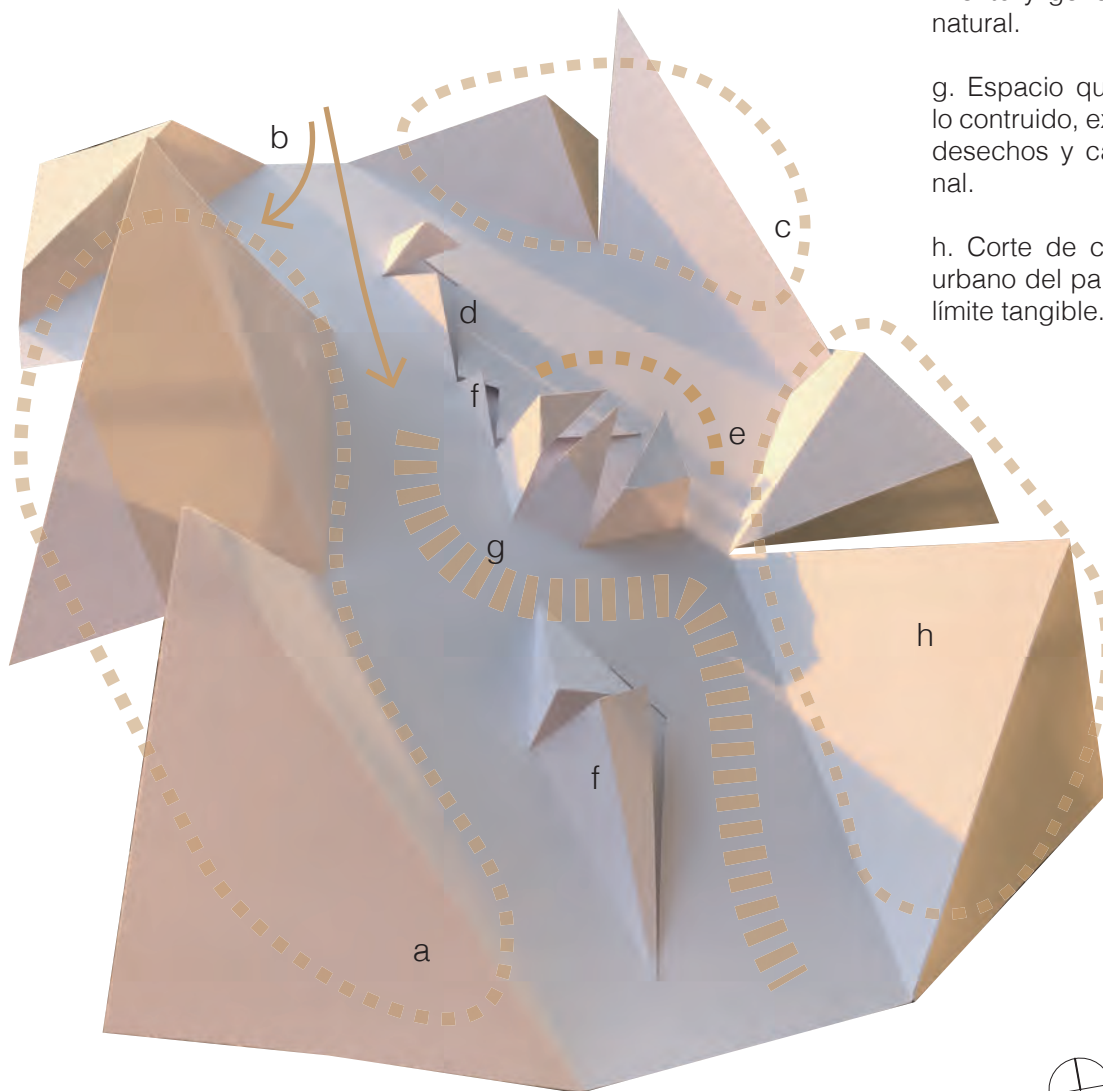 natural.
g. Espacio qu
lo contruido, ex
desechos y ca
nal.
h. Corte de c
urbano del pa
límite tangible.
b
c
d
f
e
g
h
f
a